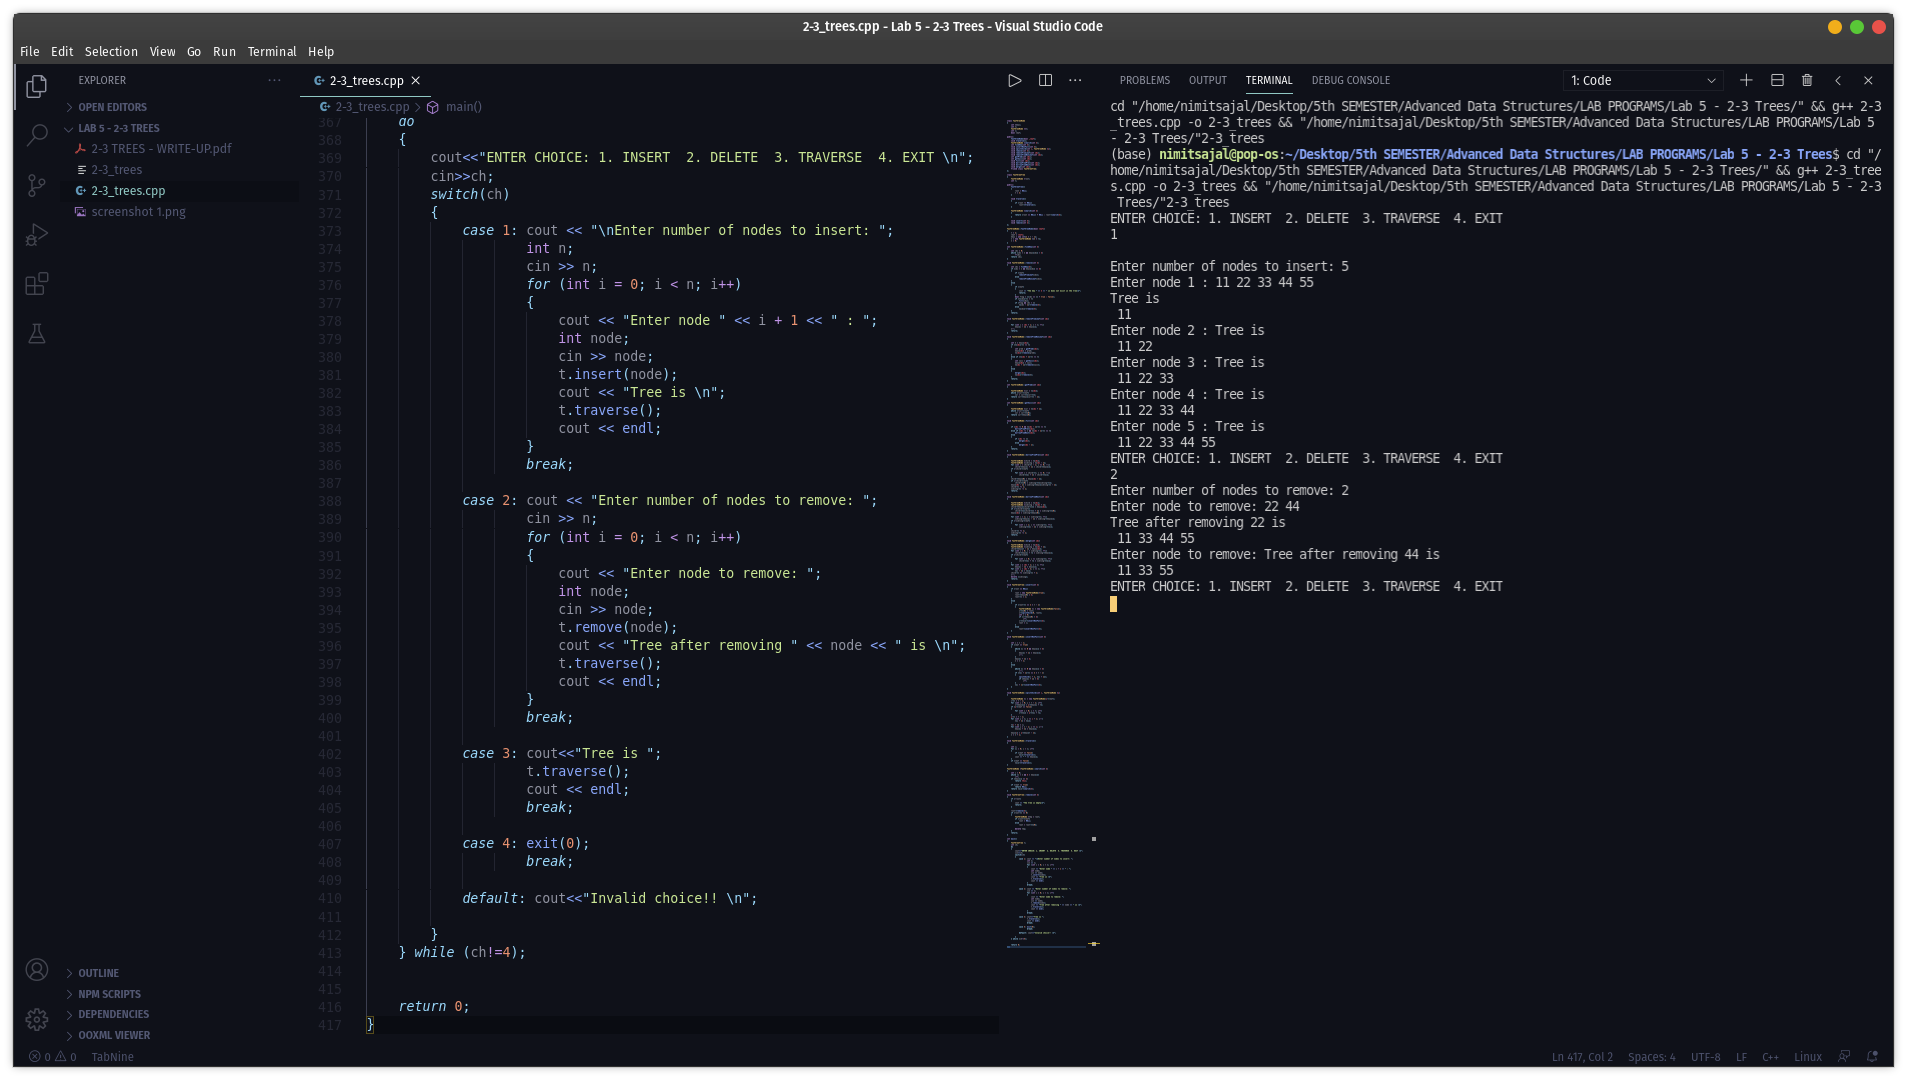 2-3_trees.cpp - Lab 5 - 2-3 Trees - Visual Studio Code
File Edit Selection View Go Run Terminal Help
EXPLORER
OPEN EDITORS
LAB 5 - 2-3 TREES
2-3 TREES - WRITE-UP.pdf
2-3_trees
2-3_trees.cpp
screenshot 1.png
OUTLINE
NPM SCRIPTS
DEPENDENCIES
OOXML VIEWER
2-3_trees.cpp
2-3_trees.cpp > main()
367 do
368 {
369 cout<<"ENTER CHOICE: 1. INSERT  2. DELETE  3. TRAVERSE  4. EXIT \n";
370 cin>>ch;
371 switch(ch)
372 {
373 case 1: cout << "\nEnter number of nodes to insert: ";
374 int n;
375 cin >> n;
376 for (int i = 0; i < n; i++)
377 {
378 cout << "Enter node " << i + 1 << " : ";
379 int node;
380 cin >> node;
381 t.insert(node);
382 cout << "Tree is \n";
383 t.traverse();
384 cout << endl;
385 }
386 break;
387
388 case 2: cout << "Enter number of nodes to remove: ";
389 cin >> n;
390 for (int i = 0; i < n; i++)
391 {
392 cout << "Enter node to remove: ";
393 int node;
394 cin >> node;
395 t.remove(node);
396 cout << "Tree after removing " << node << " is \n";
397 t.traverse();
398 cout << endl;
399 }
400 break;
401
402 case 3: cout<<"Tree is ";
403 t.traverse();
404 cout << endl;
405 break;
406
407 case 4: exit(0);
408 break;
409
410 default: cout<<"Invalid choice!! \n";
411
412 }
413 } while (ch!=4);
414
415
416 return 0;
417 }
PROBLEMS OUTPUT TERMINAL DEBUG CONSOLE 1: Code
cd "/home/nimitsajal/Desktop/5th SEMESTER/Advanced Data Structures/LAB PROGRAMS/Lab 5 - 2-3 Trees/" && g++ 2-3
_trees.cpp -o 2-3_trees && "/home/nimitsajal/Desktop/5th SEMESTER/Advanced Data Structures/LAB PROGRAMS/Lab 5
- 2-3 Trees/"2-3_trees
(base) nimitsajal@pop-os:~/Desktop/5th SEMESTER/Advanced Data Structures/LAB PROGRAMS/Lab 5 - 2-3 Trees$ cd "/
home/nimitsajal/Desktop/5th SEMESTER/Advanced Data Structures/LAB PROGRAMS/Lab 5 - 2-3 Trees/" && g++ 2-3_tree
s.cpp -o 2-3_trees && "/home/nimitsajal/Desktop/5th SEMESTER/Advanced Data Structures/LAB PROGRAMS/Lab 5 - 2-3
Trees/"2-3_trees
ENTER CHOICE: 1. INSERT  2. DELETE  3. TRAVERSE  4. EXIT
1
Enter number of nodes to insert: 5
Enter node 1 : 11 22 33 44 55
Tree is
11
Enter node 2 : Tree is
11 22
Enter node 3 : Tree is
11 22 33
Enter node 4 : Tree is
11 22 33 44
Enter node 5 : Tree is
11 22 33 44 55
ENTER CHOICE: 1. INSERT  2. DELETE  3. TRAVERSE  4. EXIT
2
Enter number of nodes to remove: 2
Enter node to remove: 22 44
Tree after removing 22 is
11 33 44 55
Enter node to remove: Tree after removing 44 is
11 33 55
ENTER CHOICE: 1. INSERT  2. DELETE  3. TRAVERSE  4. EXIT
0 0 TabNine
Ln 417, Col 2 Spaces: 4 UTF-8 LF C++ Linux